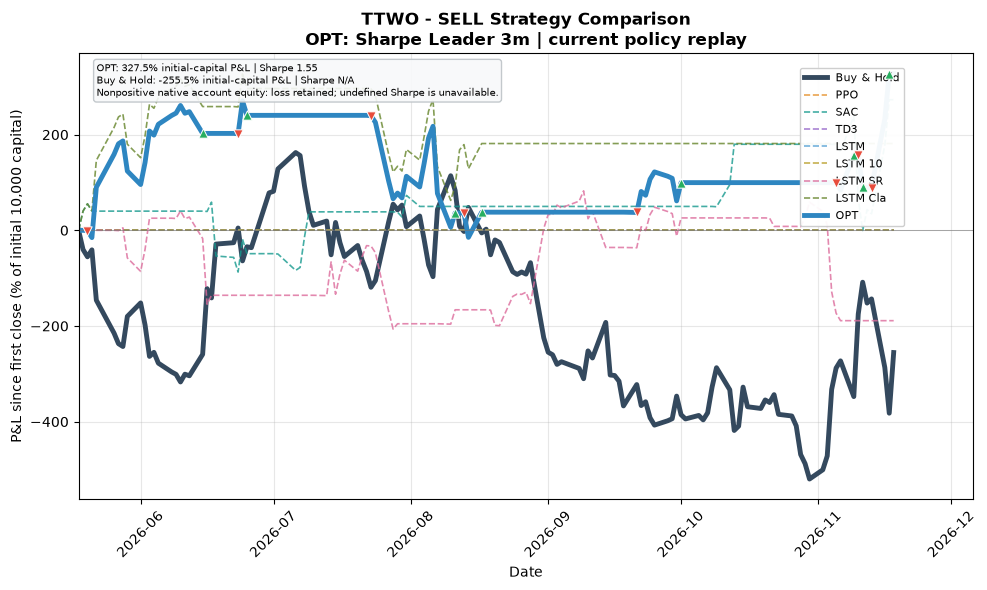 TTWO - SELL Strategy Comparison
OPT: Sharpe Leader 3m | current policy replay
OPT: 327.5% initial-capital P&L | Sharpe 1.55
Buy & Hold: -255.5% initial-capital P&L | Sharpe N/A
Nonpositive native account equity: loss retained; undefined Sharpe is unavailable.
Buy & Hold
PPO
SAC
TD3
LSTM
LSTM 10
LSTM SR
LSTM Cla
OPT
P&L since first close (% of initial 10,000 capital)
200
0
−200
−400
2026-06
2026-07
2026-08
2026-09
2026-10
2026-11
2026-12
Date